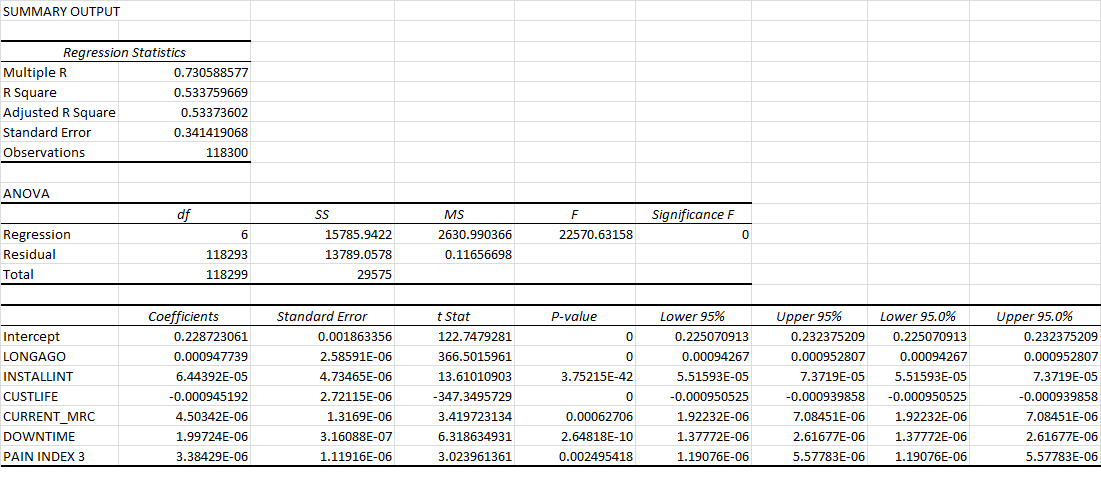 SUMMARY OUTPUT
Regression Statistics
Multiple R 0.730588577
R Square 0.533759669
Adjusted R Square 0.53373602
Standard Error 0.341419068
Observations 118300
ANOVA
df SS MS F Significance F
Regression 6 15785.9422 2630.990366 22570.63158 0
Residual 118293 13789.0578 0.11656698
Total 118299 29575
Coefficients Standard Error t Stat P-value Lower 95% Upper 95% Lower 95.0% Upper 95.0%
Intercept 0.228723061 0.001863356 122.7479281 0 0.225070913 0.232375209 0.225070913 0.232375209
LONGAGO 0.000947739 2.58591E-06 366.5015961 0 0.00094267 0.000952807 0.00094267 0.000952807
INSTALLINT 6.44392E-05 4.73465E-06 13.61010903 3.75215E-42 5.51593E-05 7.3719E-05 5.51593E-05 7.3719E-05
CUSTLIFE -0.000945192 2.72115E-06 -347.3495729 0 -0.000950525 -0.000939858 -0.000950525 -0.000939858
CURRENT_MRC 4.50342E-06 1.3169E-06 3.419723134 0.00062706 1.92232E-06 7.08451E-06 1.92232E-06 7.08451E-06
DOWNTIME 1.99724E-06 3.16088E-07 6.318634931 2.64818E-10 1.37772E-06 2.61677E-06 1.37772E-06 2.61677E-06
PAIN INDEX 3 3.38429E-06 1.11916E-06 3.023961361 0.002495418 1.19076E-06 5.57783E-06 1.19076E-06 5.57783E-06